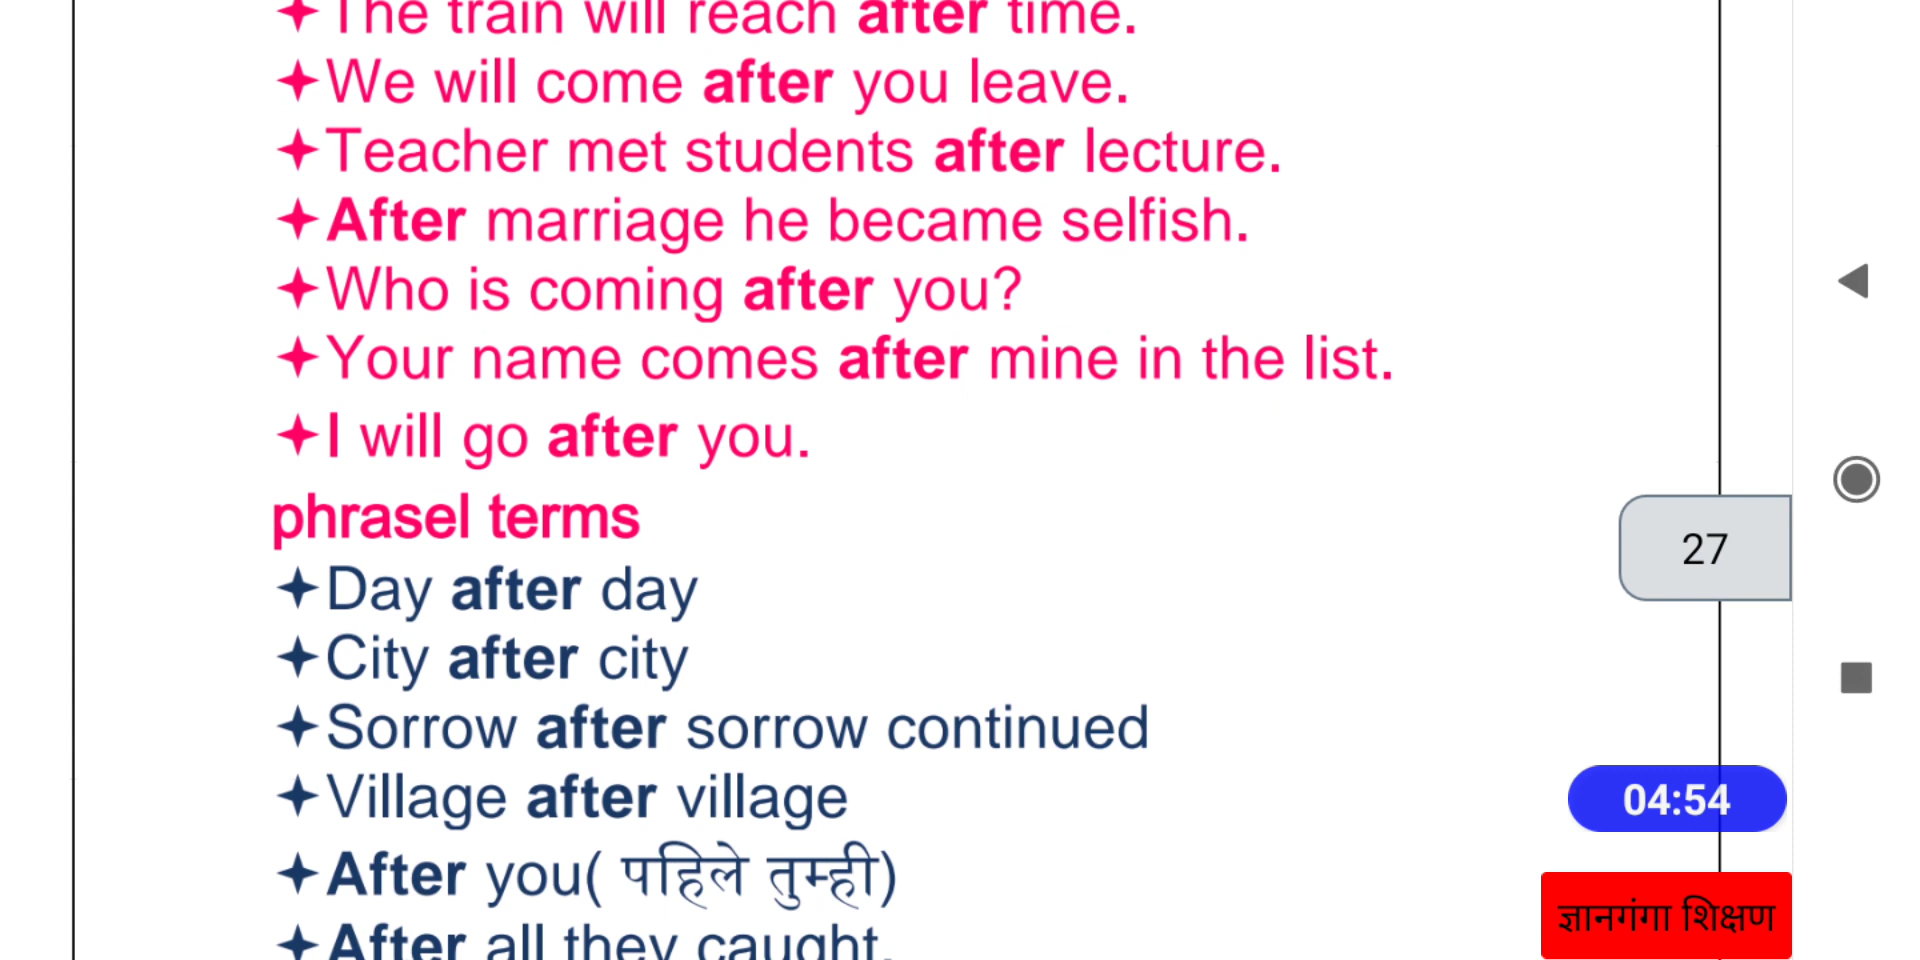 The train will reach after time.
We will come after you leave.
Teacher met students after lecture.
After marriage he became selfish.
Who is coming after you?
Your name comes after mine in the list.
I will go after you.
phrasel terms
27
Day after day
City after city
Sorrow after sorrow continued
Village after village
04:54
After you( पहिले तुम्ही)
ज्ञानगंगा शिक्षण
After all they caught.